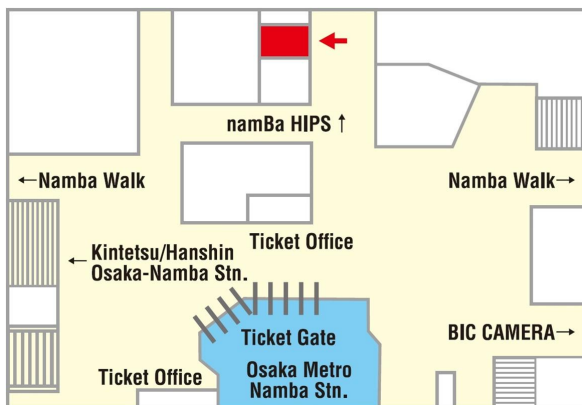 namBa HIPS ↑
←Namba Walk
Namba Walk→
Ticket Office
←Kintetsu/Hanshin
Osaka-Namba Stn.
Ticket Gate
BIC CAMERA→
Osaka Metro
Namba Stn.
Ticket Office